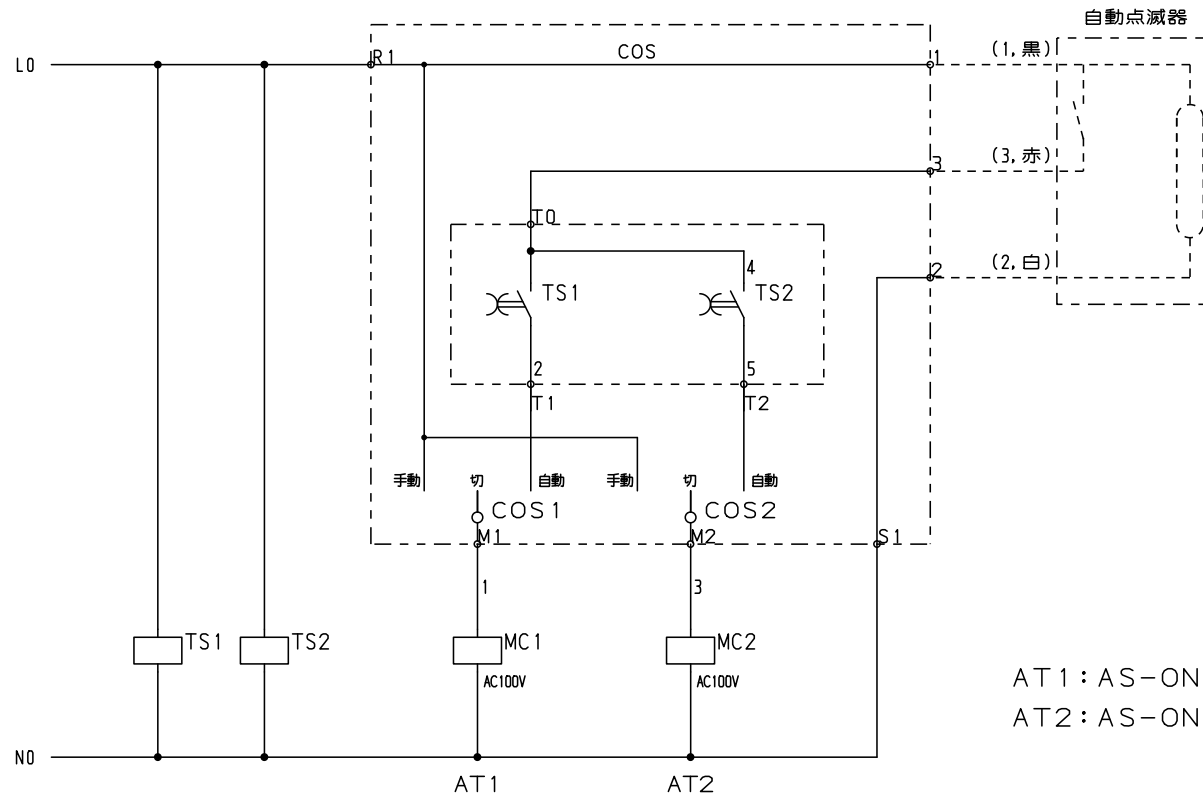 自動点滅器
L0
R1
COS
1
(1,黒)
3
(3,赤)
T0
2
(2,白)
4
TS1
TS2
2
5
T1
T2
手動
切
自動
手動
切
自動
COS1
COS2
M1
M2
S1
1
3
TS1
TS2
MC1
MC2
AC100V
AC100V
AT1:AS-ON
AT2:AS-ON
N0
AT1
AT2